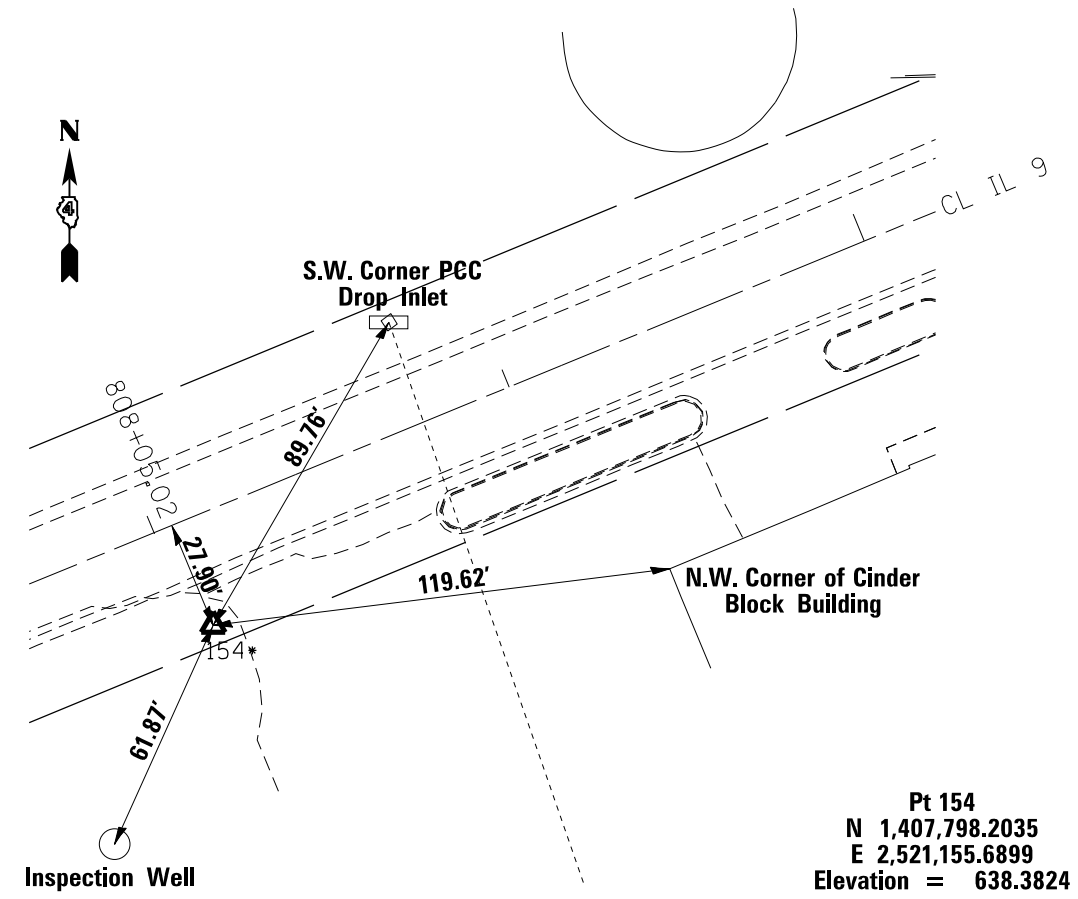 N
4
CL IL 9
S.W. Corner PCC
Drop Inlet
808+05.02
89.76'
27.90'
119.62'
N.W. Corner of Cinder
Block Building
154*
61.87'
Inspection Well
Pt 154
N 1,407,798.2035
E 2,521,155.6899
Elevation = 638.3824